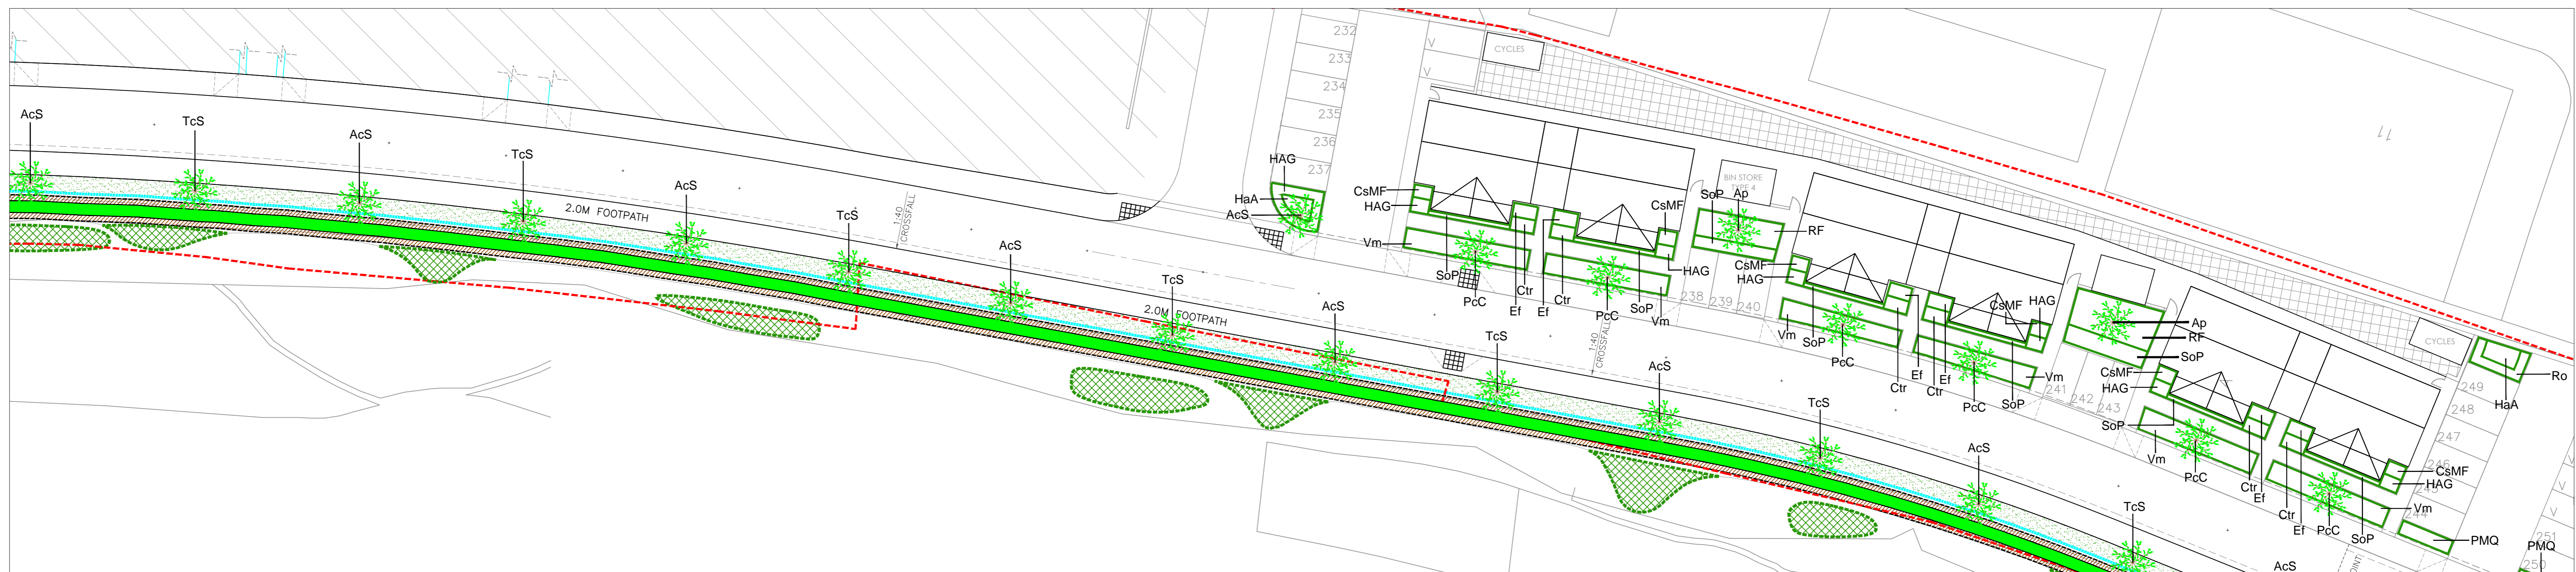 AcS
TcS
AcS
TcS
AcS
TcS
AcS
TcS
AcS
TcS
AcS
TcS
AcS
TcS
AcS
2.0M FOOTPATH
2.0M FOOTPATH
1:40
CROSSFALL
1:40
CROSSFALL
232
233
234
235
236
237
HAG
HaA
AcS
V
V
CYCLES
CsMF
HAG
Vm
SoP
PcC
Ef
Ctr
Ef
Ctr
PcC
SoP
Vm
HAG
CsMF
238
239
240
BIN STORE
TYPE 4
SoP
Ap
RF
CsMF
HAG
Vm
SoP
PcC
Ctr
Ef
Ctr
Ef
PcC
SoP
Vm
CsMF
HAG
241
242
243
Ap
RF
SoP
CsMF
HAG
SoP
Vm
PcC
Ctr
Ef
Ctr
Ef
PcC
SoP
Vm
HAG
CsMF
PMQ
PMQ
11
CYCLES
Ro
HaA
249
248
247
246
245
244
V
V
V
251
250